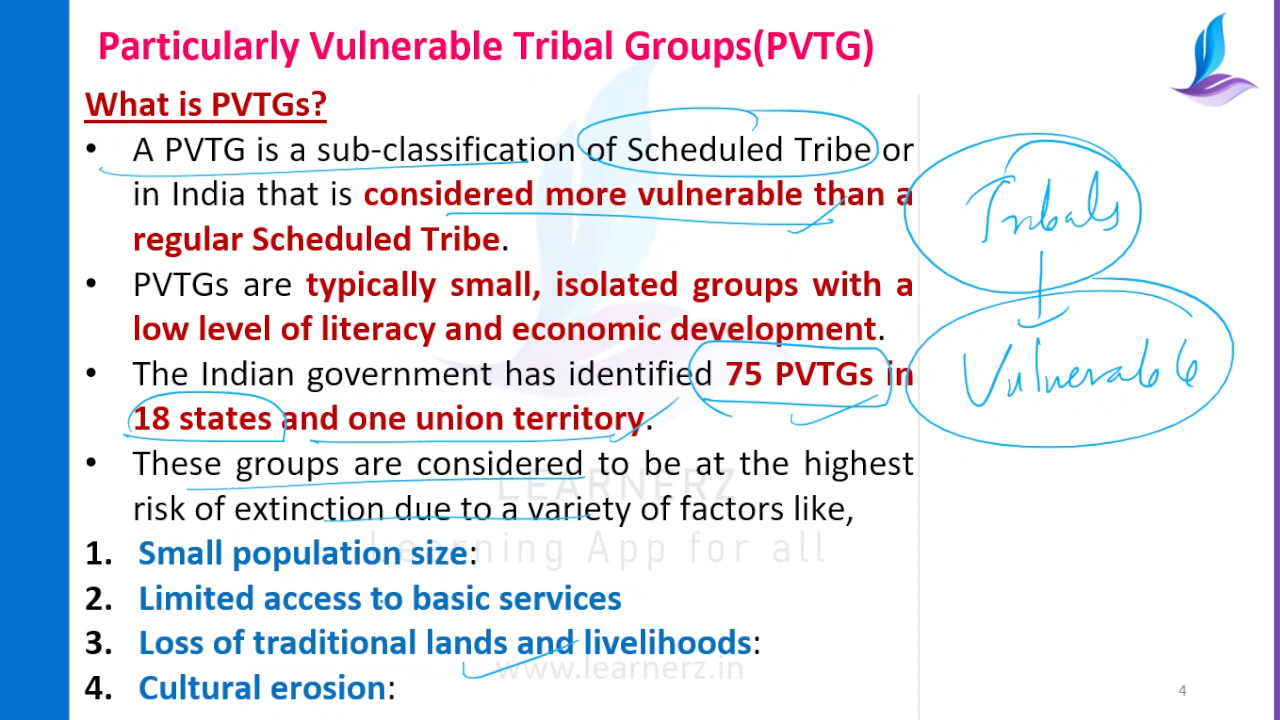 Particularly Vulnerable Tribal Groups(PVTG)
What is PVTGs?
• A PVTG is a sub-classification of Scheduled Tribe or
in India that is considered more vulnerable than a
regular Scheduled Tribe.
• PVTGs are typically small, isolated groups with a
low level of literacy and economic development.
• The Indian government has identified 75 PVTGs in
18 states and one union territory.
• These groups are considered to be at the highest
risk of extinction due to a variety of factors like,
1. Small population size:
2. Limited access to basic services
3. Loss of traditional lands and livelihoods:
4. Cultural erosion:
Tribals
Vulnerable
LEARNERZ
Learning App for all
www.learnerz.in
4